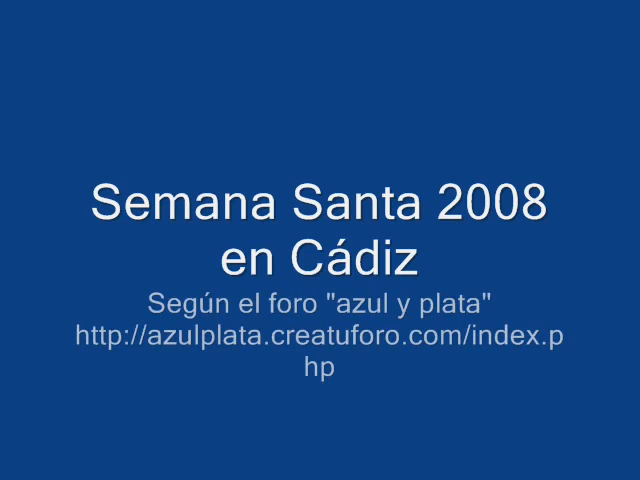 Semana Santa 2008
en Cádiz
Según el foro "azul y plata"
http://azulplata.creatuforo.com/index.p
hp